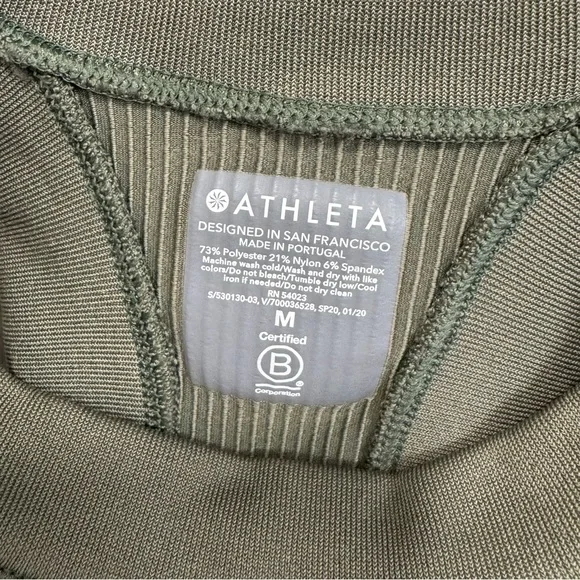 ATHLETA
DESIGNED IN SAN FRANCISCO
MADE IN PORTUGAL
73% Polyester 21% Nylon 6% Spandex
Machine wash cold/Wash and dry with like
colors/Do not bleach/Tumble dry low/Cool
iron if needed/Do not dry clean
RN 54023
S/530130-03, V/700036528, SP20, 01/20
M
Certified
B
Corporation